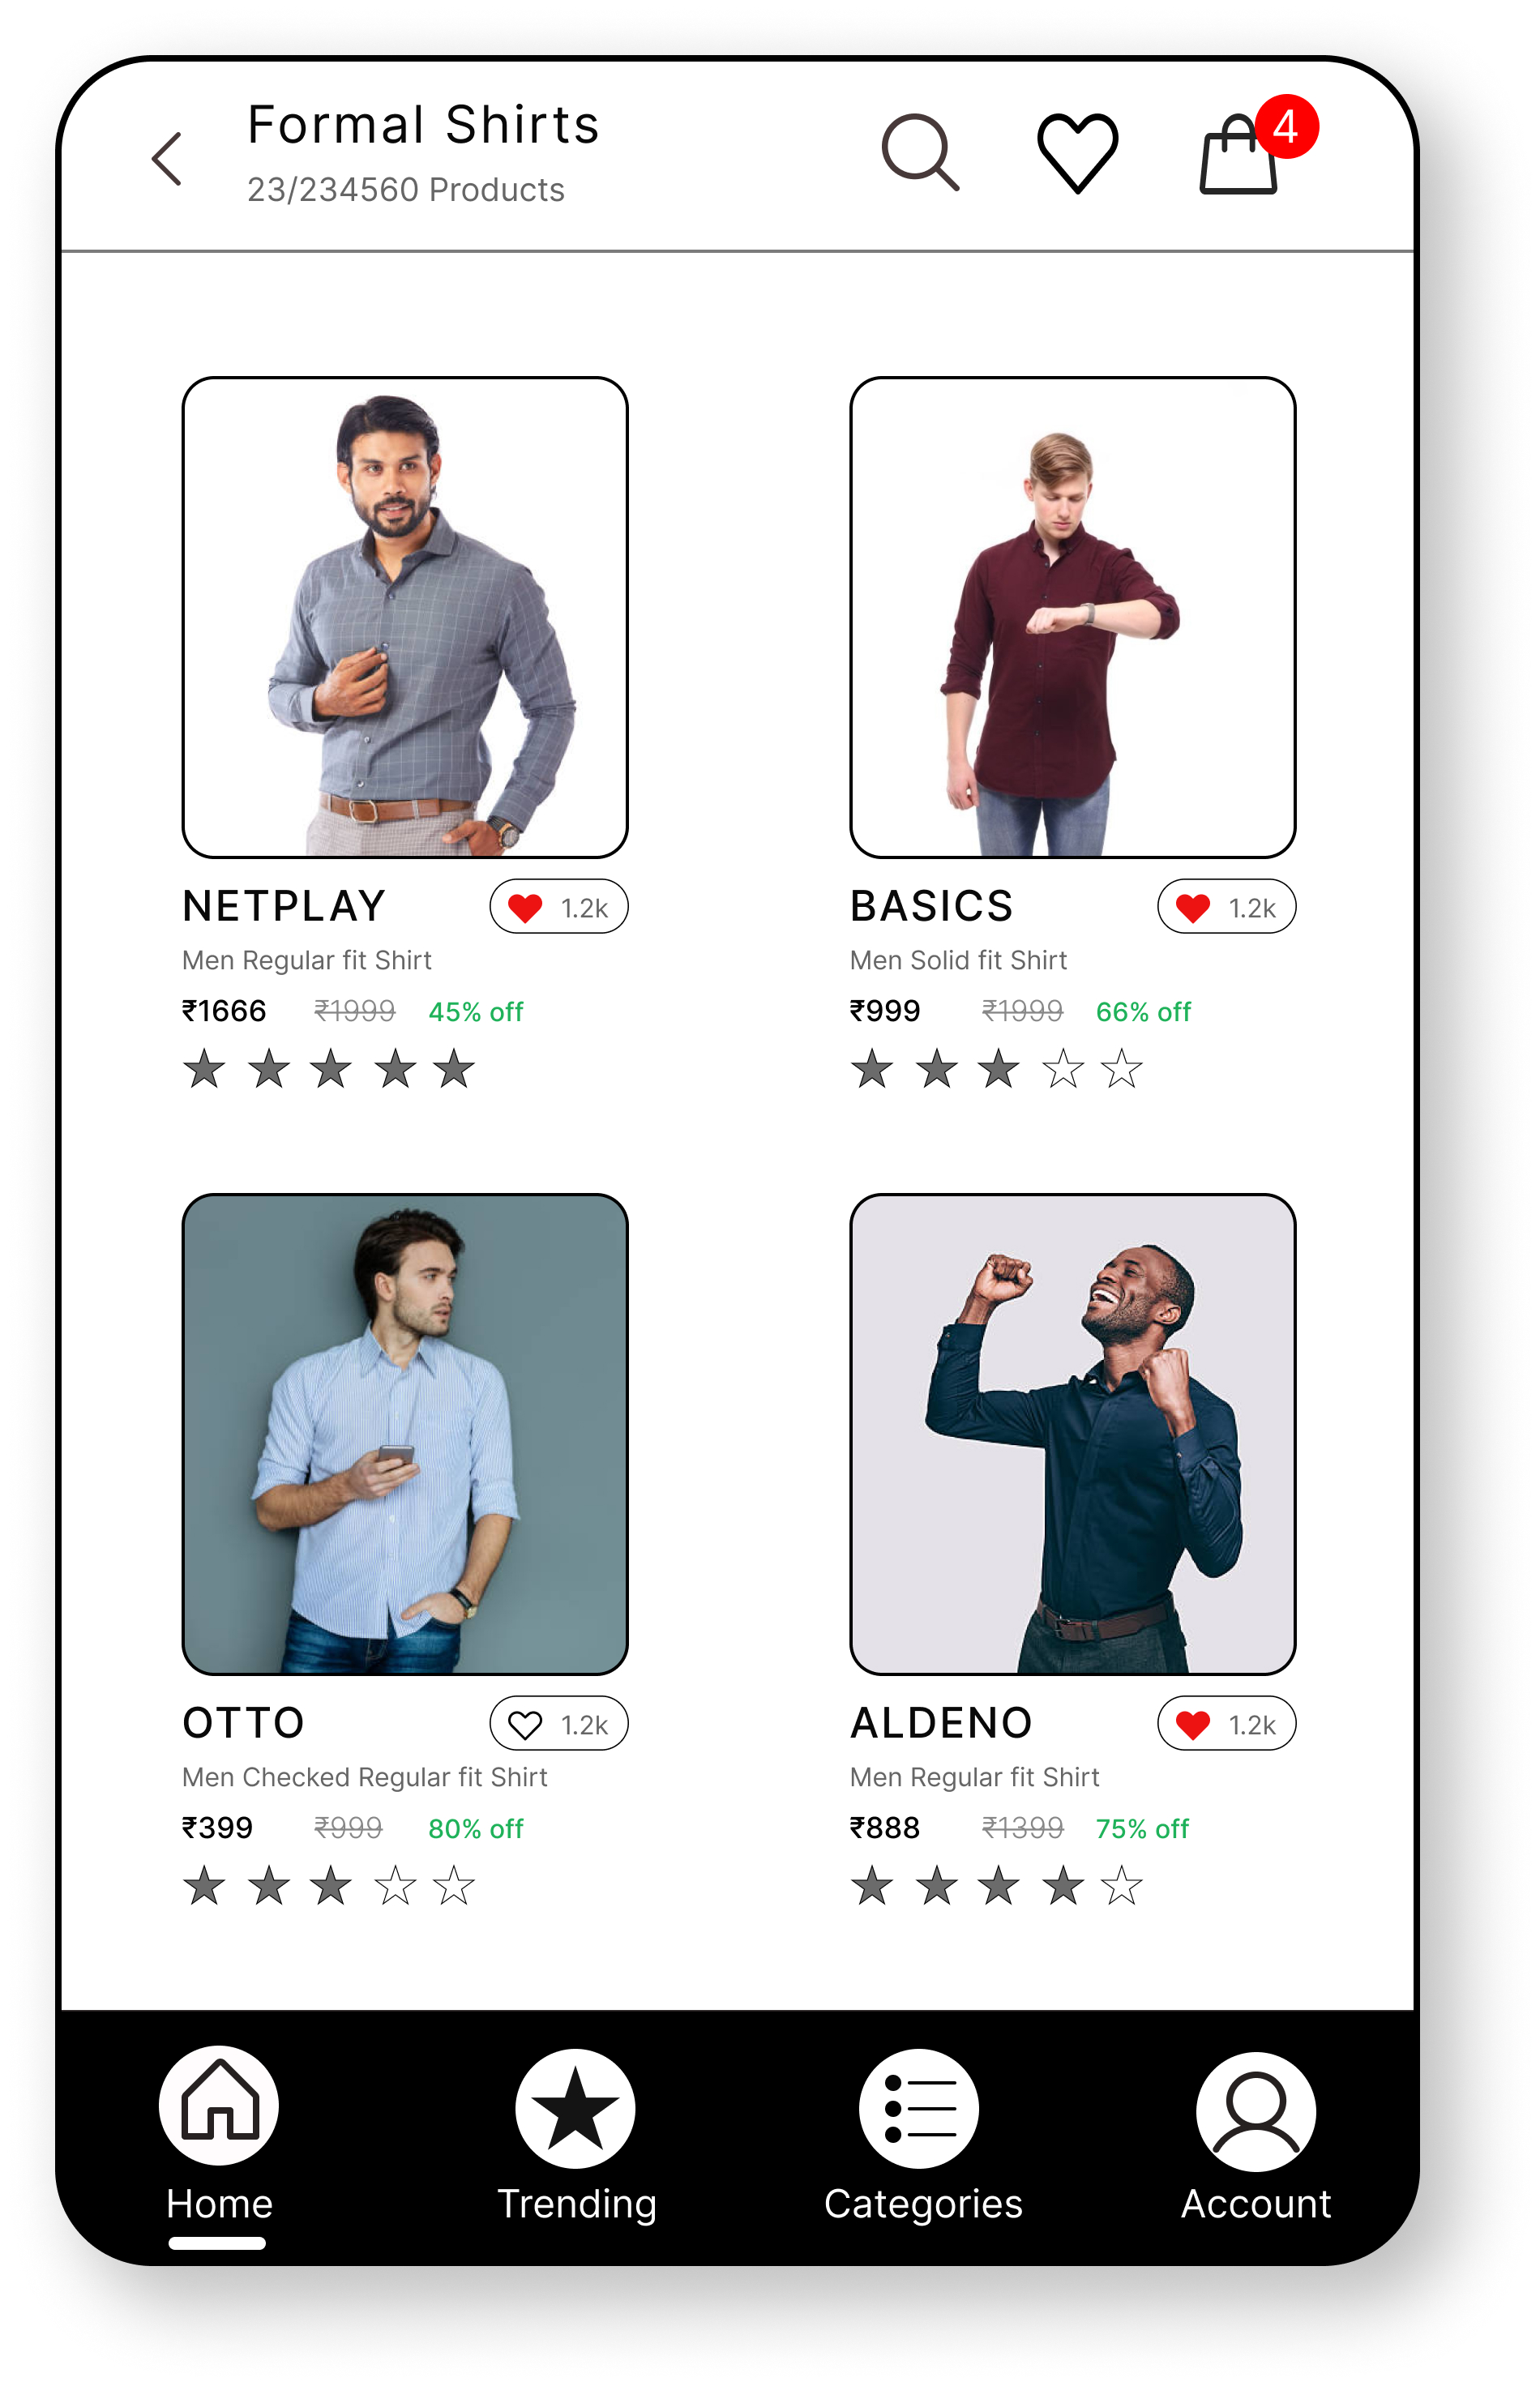 Formal Shirts
23/234560 Products
4
NETPLAY 1.2k
Men Regular fit Shirt
₹1666 ₹1999 45% off
BASICS 1.2k
Men Solid fit Shirt
₹999 ₹1999 66% off
OTTO 1.2k
Men Checked Regular fit Shirt
₹399 ₹999 80% off
ALDENO 1.2k
Men Regular fit Shirt
₹888 ₹1399 75% off
Home
Trending
Categories
Account